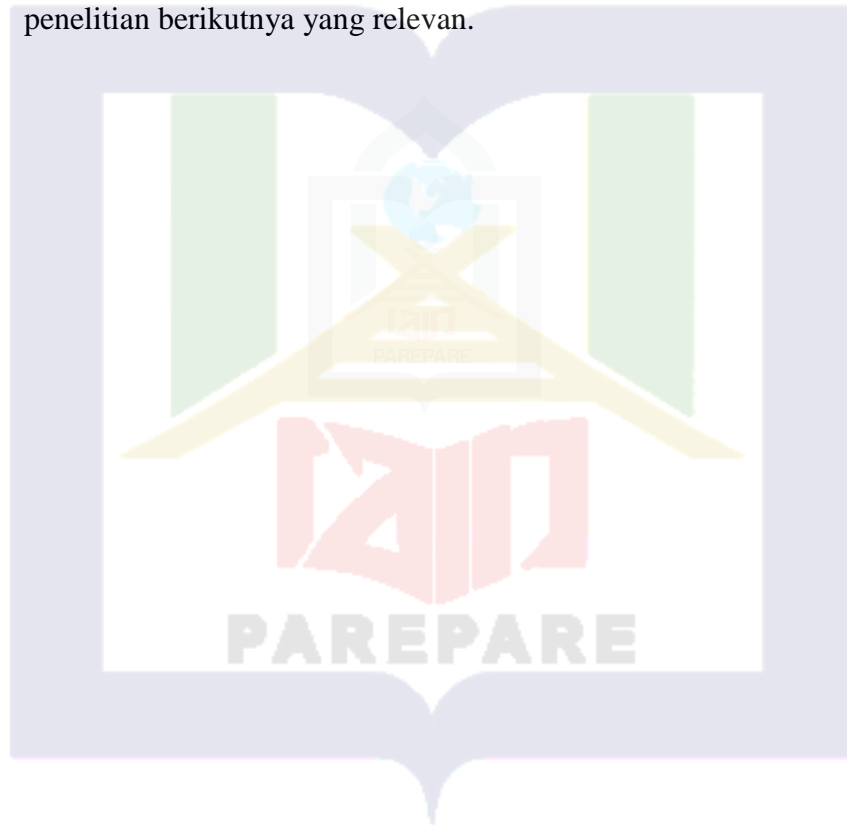 penelitian berikutnya yang relevan.
IAIN
PAREPARE
IAIN
PAREPARE